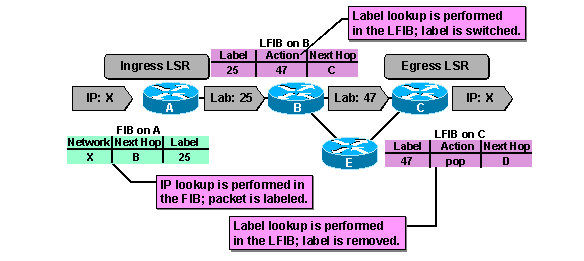 Label lookup is performed
in the LFIB; label is switched.
LFIB on B
Label Action Next Hop
25 47 C
Ingress LSR
Egress LSR
IP: X
A
Lab: 25
B
Lab: 47
C
IP: X
FIB on A
Network Next Hop Label
X B 25
E
LFIB on C
Label Action Next Hop
47 pop D
IP lookup is performed in
the FIB; packet is labeled.
Label lookup is performed
in the LFIB; label is removed.